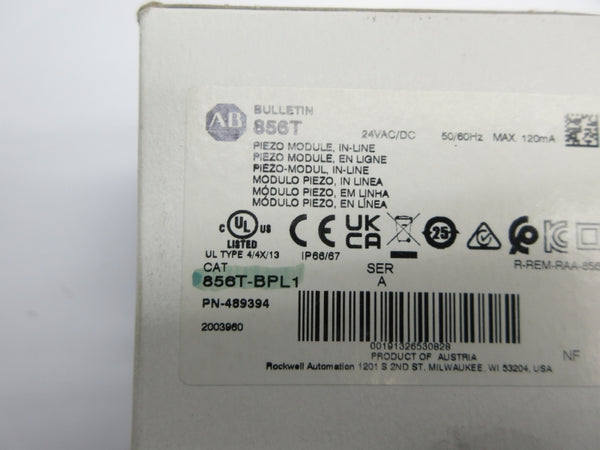 AB
BULLETIN
856T
24VAC/DC 50/60Hz MAX. 120mA
PIEZO MODULE, IN-LINE
PIEZO MODULE, EN LIGNE
PIEZO-MODUL, IN-LINE
MODULO PIEZO, IN LINEA
MÓDULO PIEZO, EM LINHA
MÓDULO PIEZO, EN LÍNEA
C UL US
LISTED
CE UK CA 25
UL TYPE 4/4X/13 IP66/67
R-REM-RAA-856
CAT SER
856T-BPL1 A
PN-489394
2003960
00191326530828
PRODUCT OF AUSTRIA NF
Rockwell Automation 1201 S 2ND ST, MILWAUKEE, WI 53204, USA